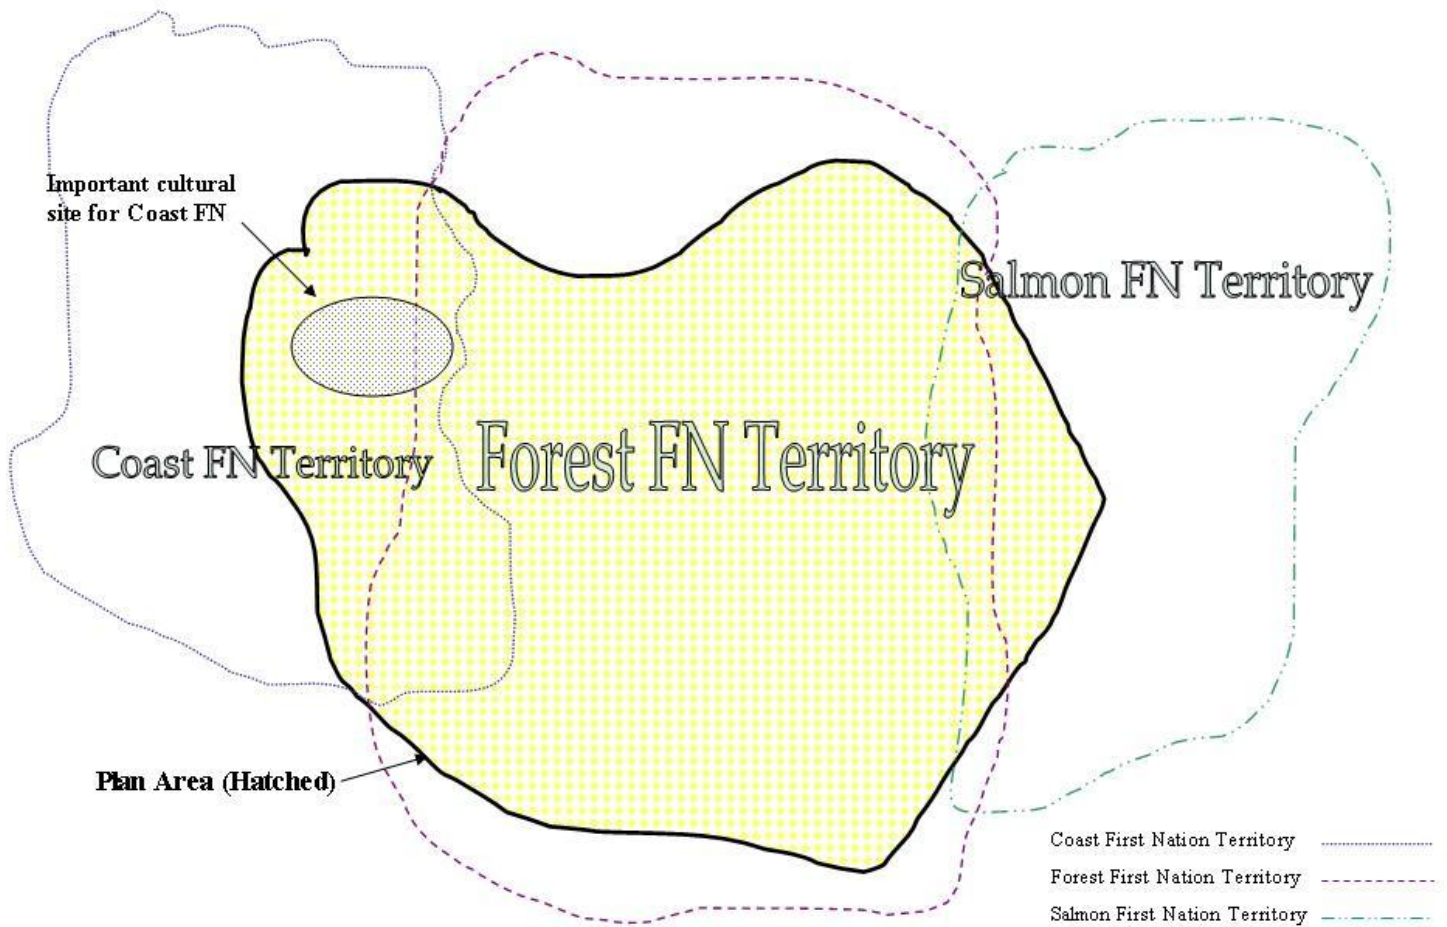 Important cultural
site for Coast FN
Salmon FN Territory
Coast FN Territory
Forest FN Territory
Plan Area (Hatched)
Coast First Nation Territory
Forest First Nation Territory
Salmon First Nation Territory